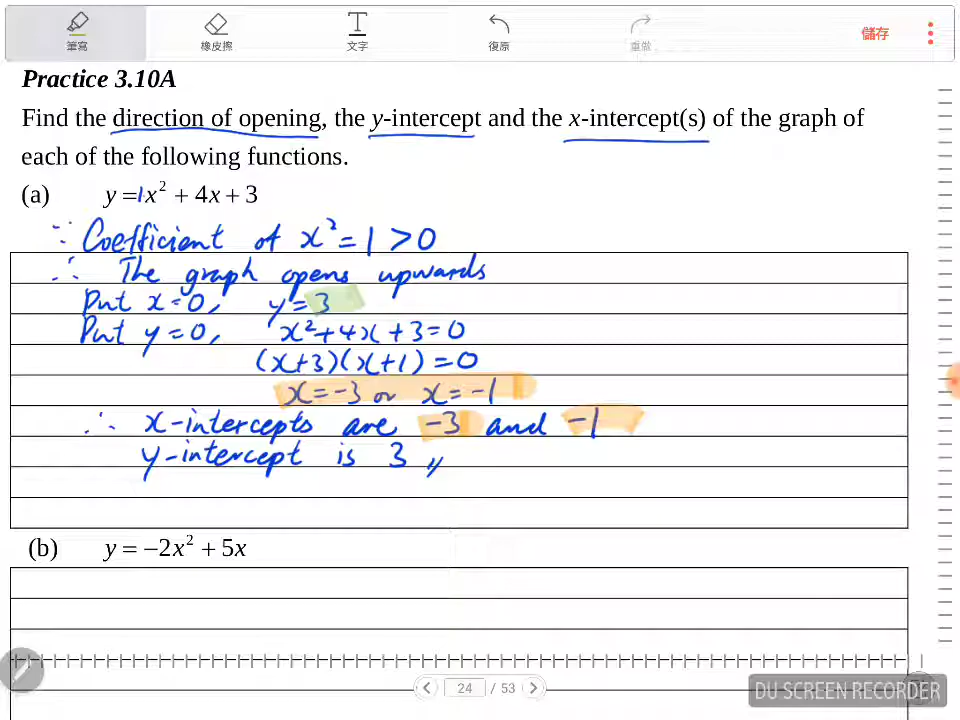 筆寫 橡皮擦 文字 復原 重做 儲存
Practice 3.10A
Find the direction of opening, the y-intercept and the x-intercept(s) of the graph of
each of the following functions.
(a) y = 1x² + 4x + 3
∵ Coefficient of x² = 1 > 0
∴ The graph opens upwards
Put x = 0, y = 3
Put y = 0, x² + 4x + 3 = 0
(x+3)(x+1) = 0
x = -3 or x = -1
∴ x-intercepts are -3 and -1
y-intercept is 3 〃
(b) y = −2x² + 5x
24 / 53
DU SCREEN RECORDER